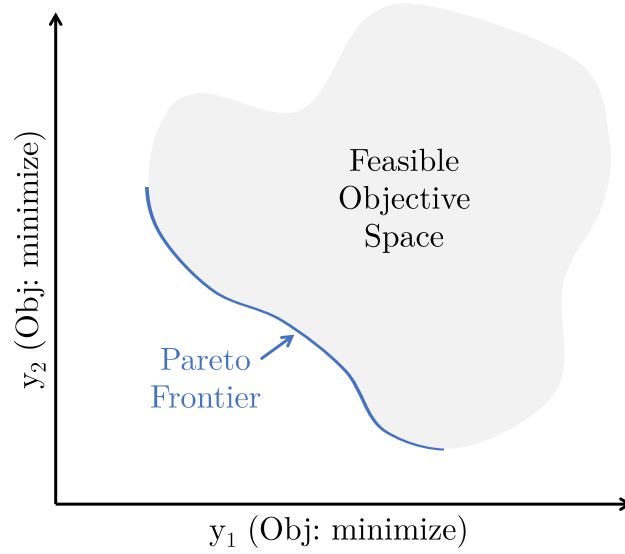 Feasible
Objective
Space
y₂ (Obj: minimize)
Pareto
Frontier
y₁ (Obj: minimize)